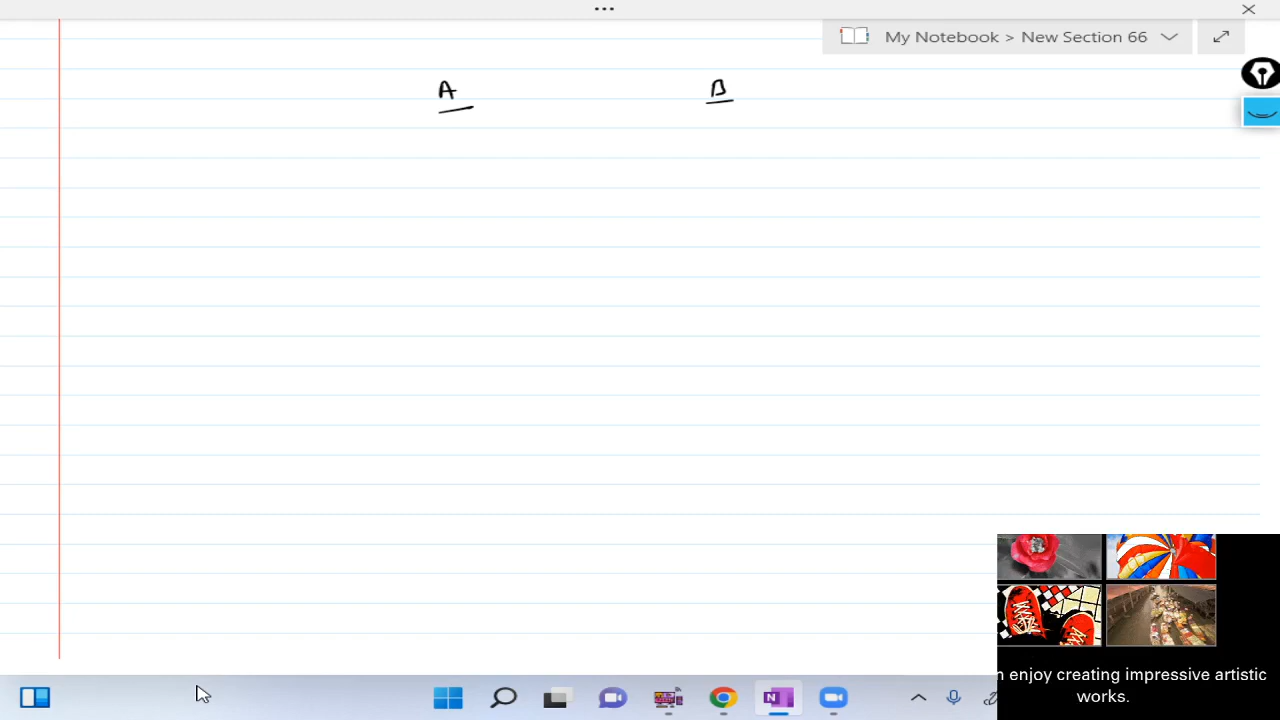 My Notebook > New Section 66
A B
n enjoy creating impressive artistic
works.